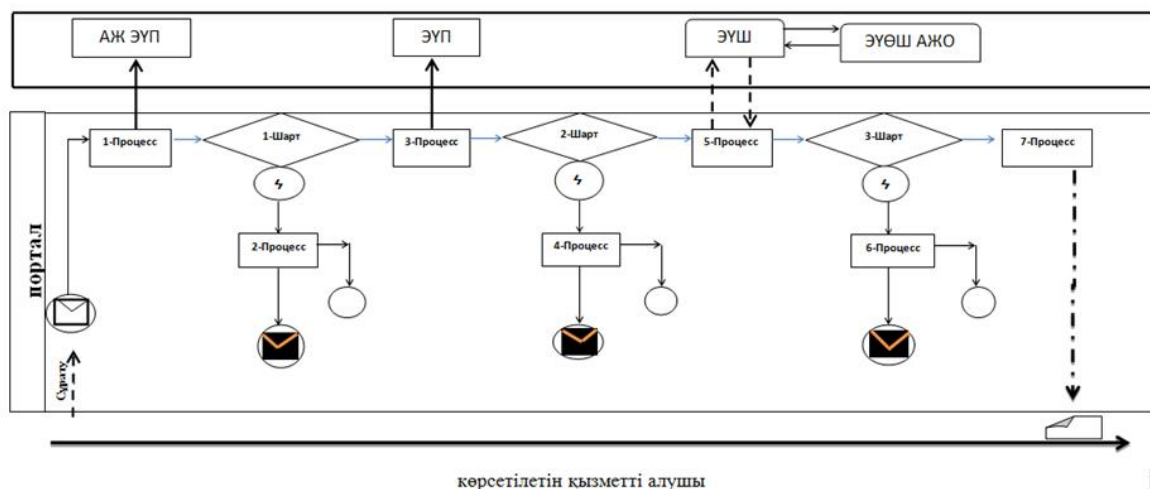 АЖ ЭҮП
ЭҮП
ЭҮШ
ЭҮӨШ АЖО
1-Процесс
1-Шарт
3-Процесс
2-Шарт
5-Процесс
3-Шарт
7-Процесс
2-Процесс
4-Процесс
6-Процесс
портал
Сұрату
көрсетілетін қызметті алушы